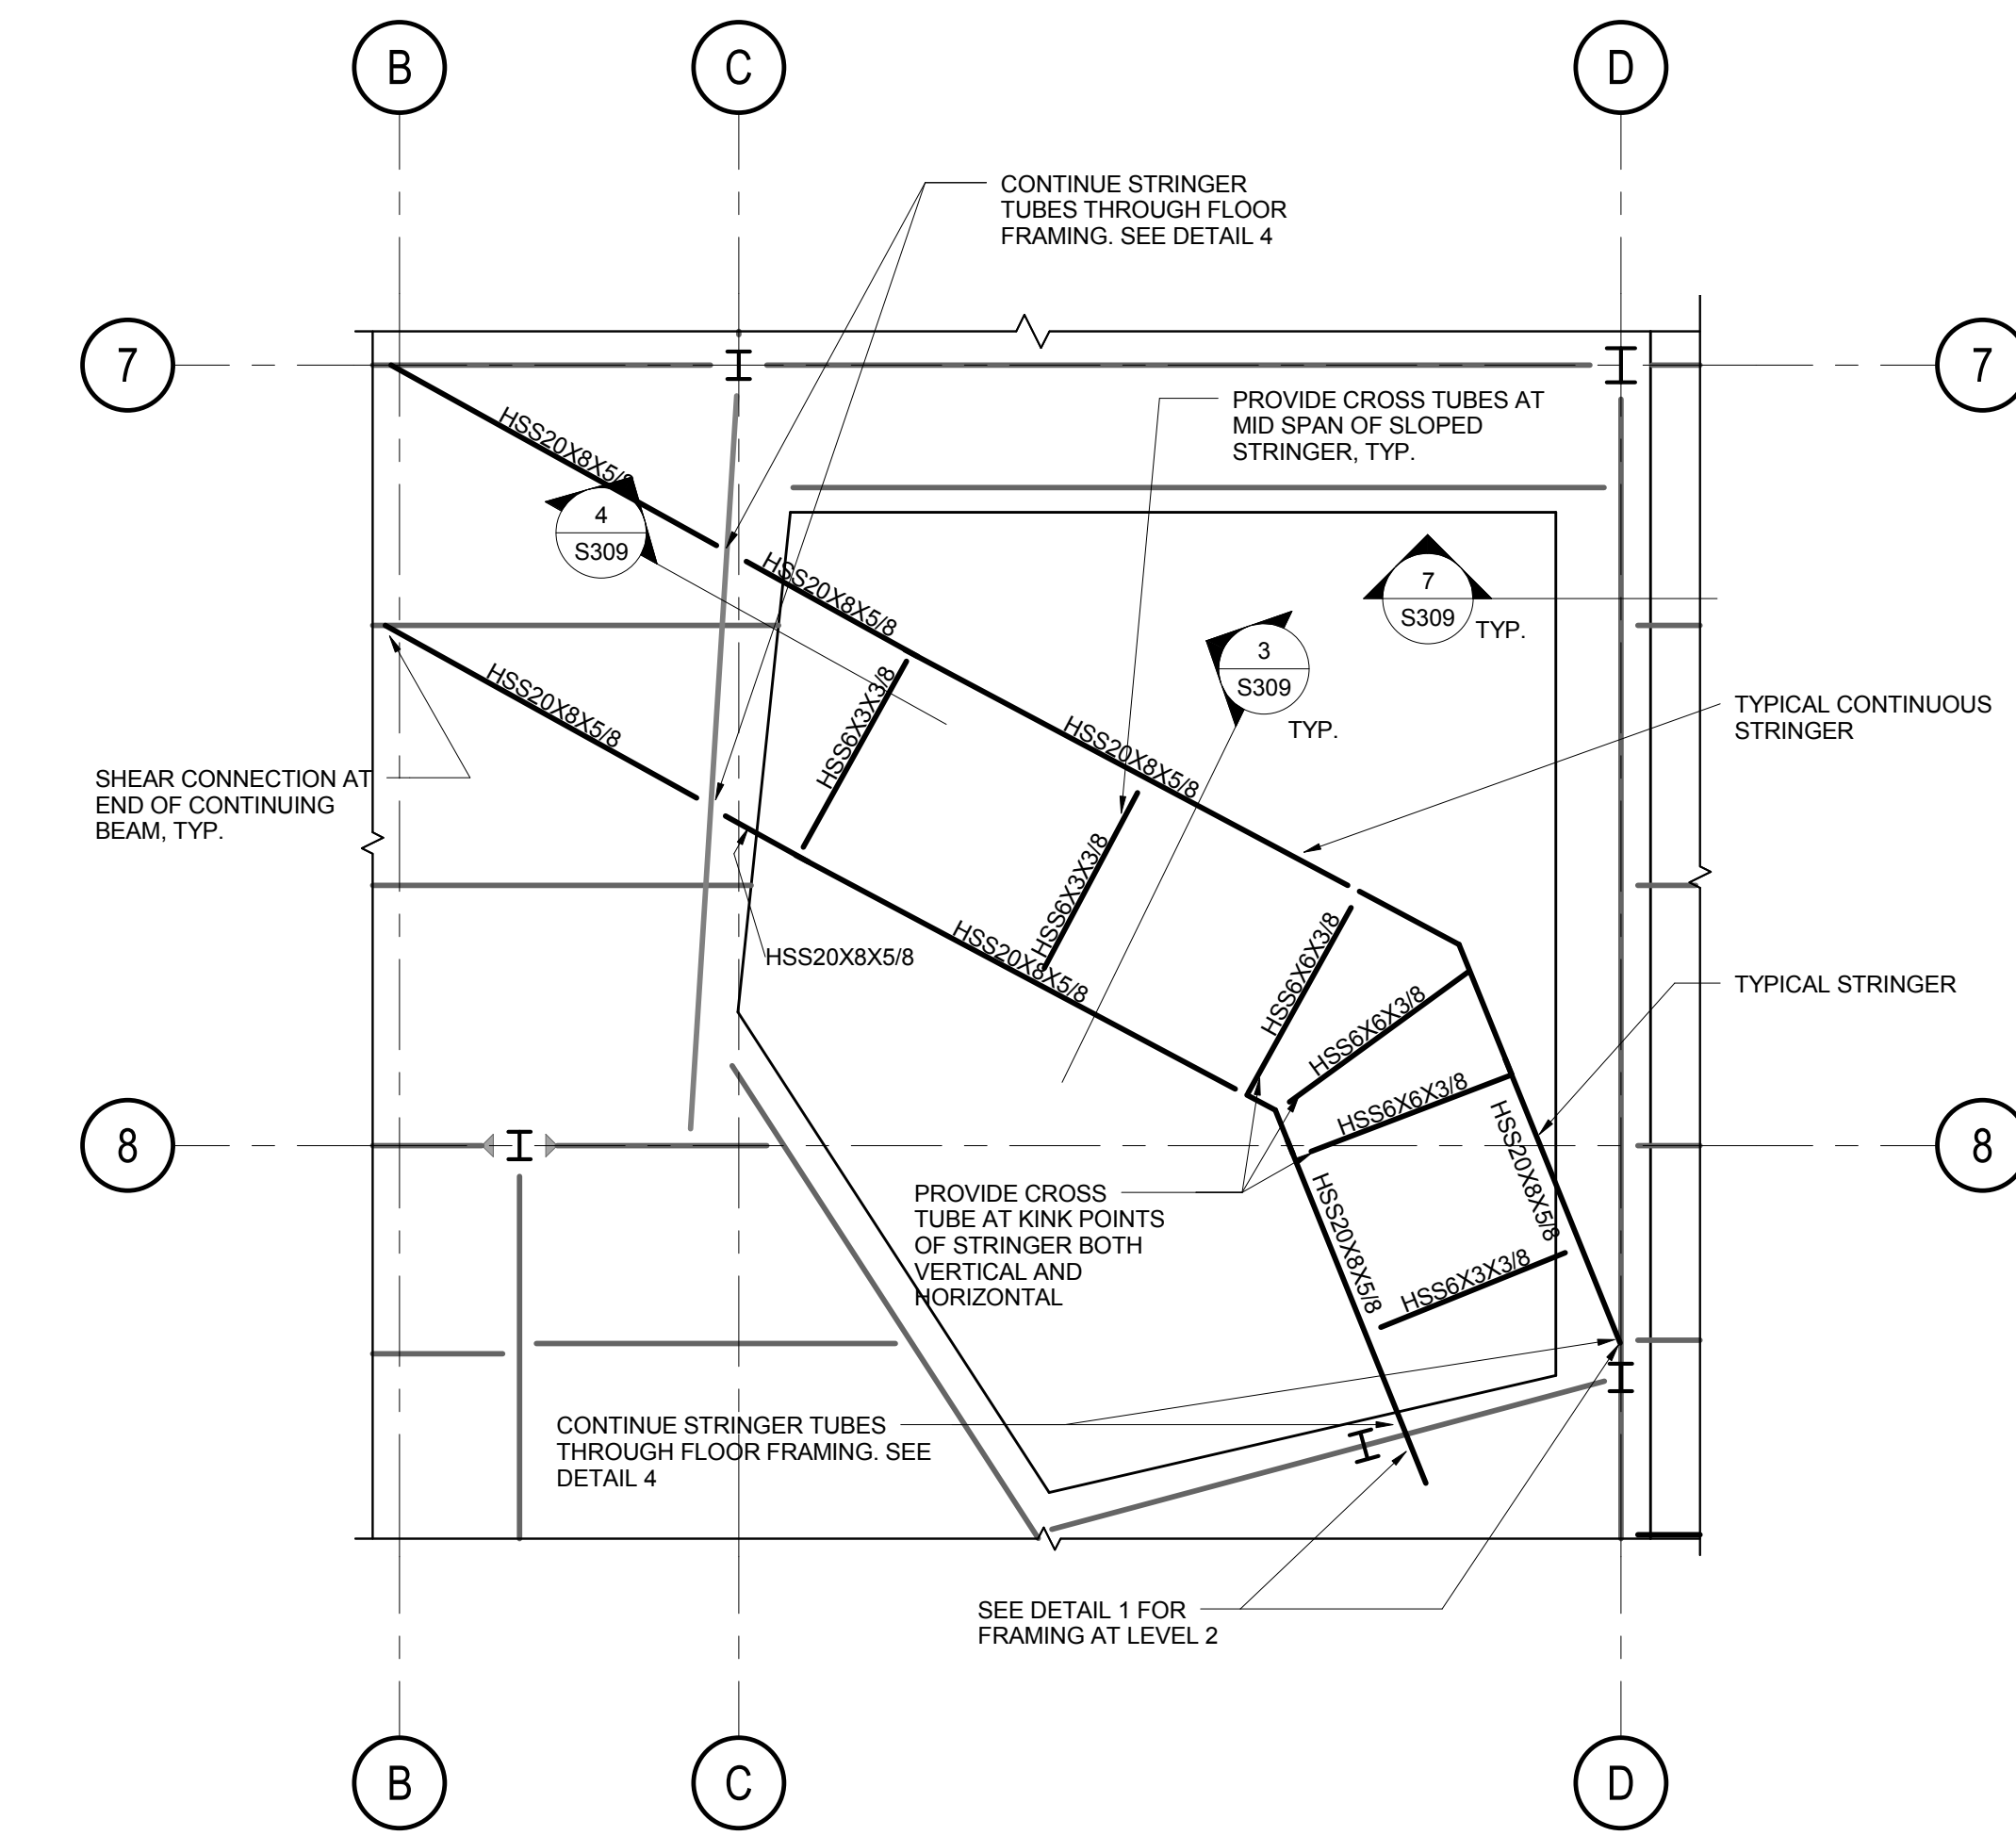 B
C
D
CONTINUE STRINGER
TUBES THROUGH FLOOR
FRAMING. SEE DETAIL 4
7
7
PROVIDE CROSS TUBES AT
MID SPAN OF SLOPED
STRINGER, TYP.
HSS20X8X5/8
4
S309
HSS20X8X5/8
7
S309
TYP.
3
S309
TYP.
HSS20X8X5/8
HSS6X3X3/8
HSS20X8X5/8
TYPICAL CONTINUOUS
STRINGER
SHEAR CONNECTION AT
END OF CONTINUING
BEAM, TYP.
HSS6X3X3/8
HSS20X8X5/8
HSS20X8X5/8
HSS6X6X3/8
HSS6X6X3/8
TYPICAL STRINGER
HSS6X6X3/8
8
8
HSS20X8X5/8
HSS20X8X5/8
PROVIDE CROSS
TUBE AT KINK POINTS
OF STRINGER BOTH
VERTICAL AND
HORIZONTAL
HSS6X3X3/8
CONTINUE STRINGER TUBES
THROUGH FLOOR FRAMING. SEE
DETAIL 4
SEE DETAIL 1 FOR
FRAMING AT LEVEL 2
B
C
D